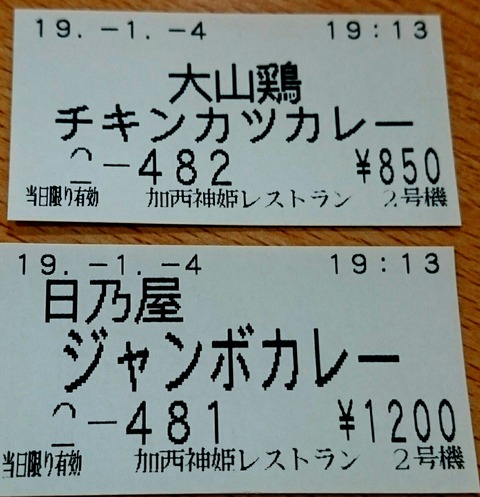 19.-1.-4 19:13
大山鶏
チキンカツカレー
2-482 ¥850
当日限り有効 加西神姫レストラン 2号機
19.-1.-4 19:13
日乃屋
ジャンボカレー
2-481 ¥1200
当日限り有効 加西神姫レストラン 2号機